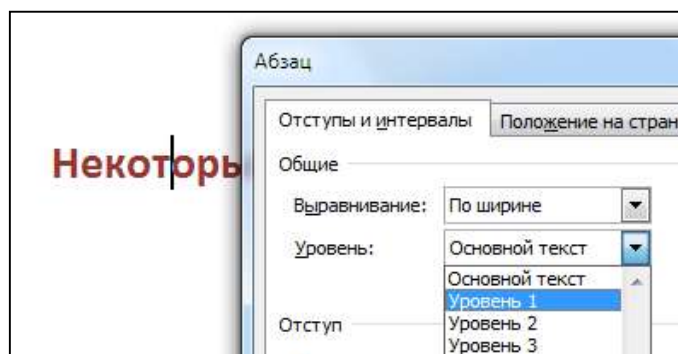 Абзац
Отступы и интервалы
Положение на стран
Некоторы
Общие
Выравнивание: По ширине
Уровень: Основной текст
Основной текст
Уровень 1
Отступ
Уровень 2
Уровень 3